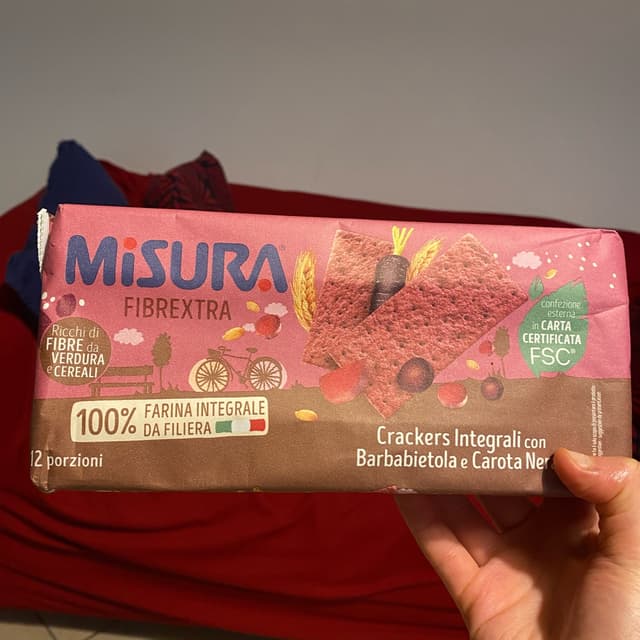 MiSURA
FIBREXTRA
Ricchi di
FIBRE da
VERDURA
e CEREALI
100% FARINA INTEGRALE
DA FILIERA
12 porzioni
confezione
esterna
in CARTA
CERTIFICATA
FSC®
Crackers Integrali con
Barbabietola e Carota